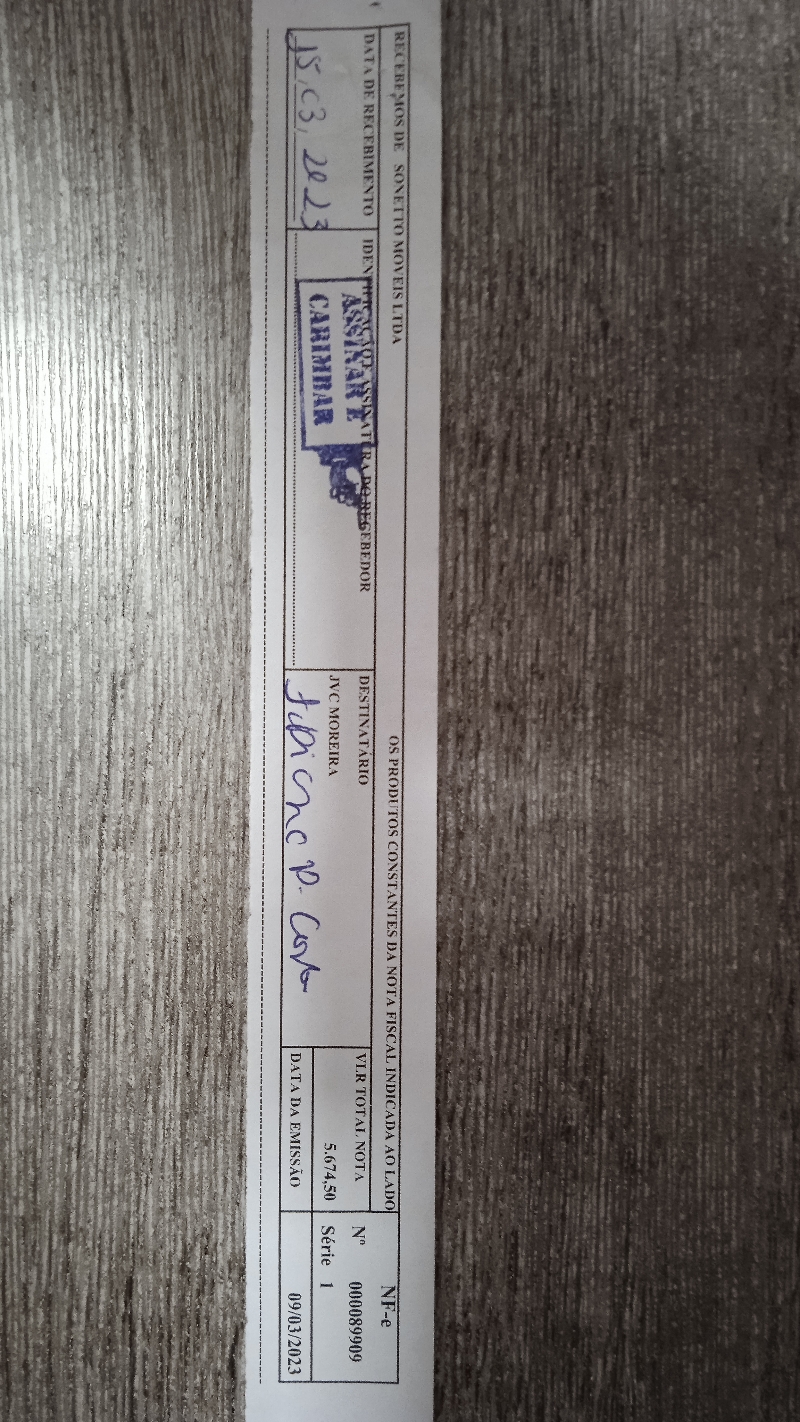 RECEBEMOS DE SONETTO MOVEIS LTDA OS PRODUTOS CONSTANTES DA NOTA FISCAL INDICADA AO LADO
DATA DE RECEBIMENTO
15.03.2023
IDENTIFICAÇÃO E ASSINATURA DO RECEBEDOR
ASSINAR E
CARIMBAR
DESTINATÁRIO
JVC MOREIRA
P. Costa
VLR TOTAL NOTA
5.674,50
DATA DA EMISSÃO
NF-e
Nº 000089909
Série 1
09/03/2023